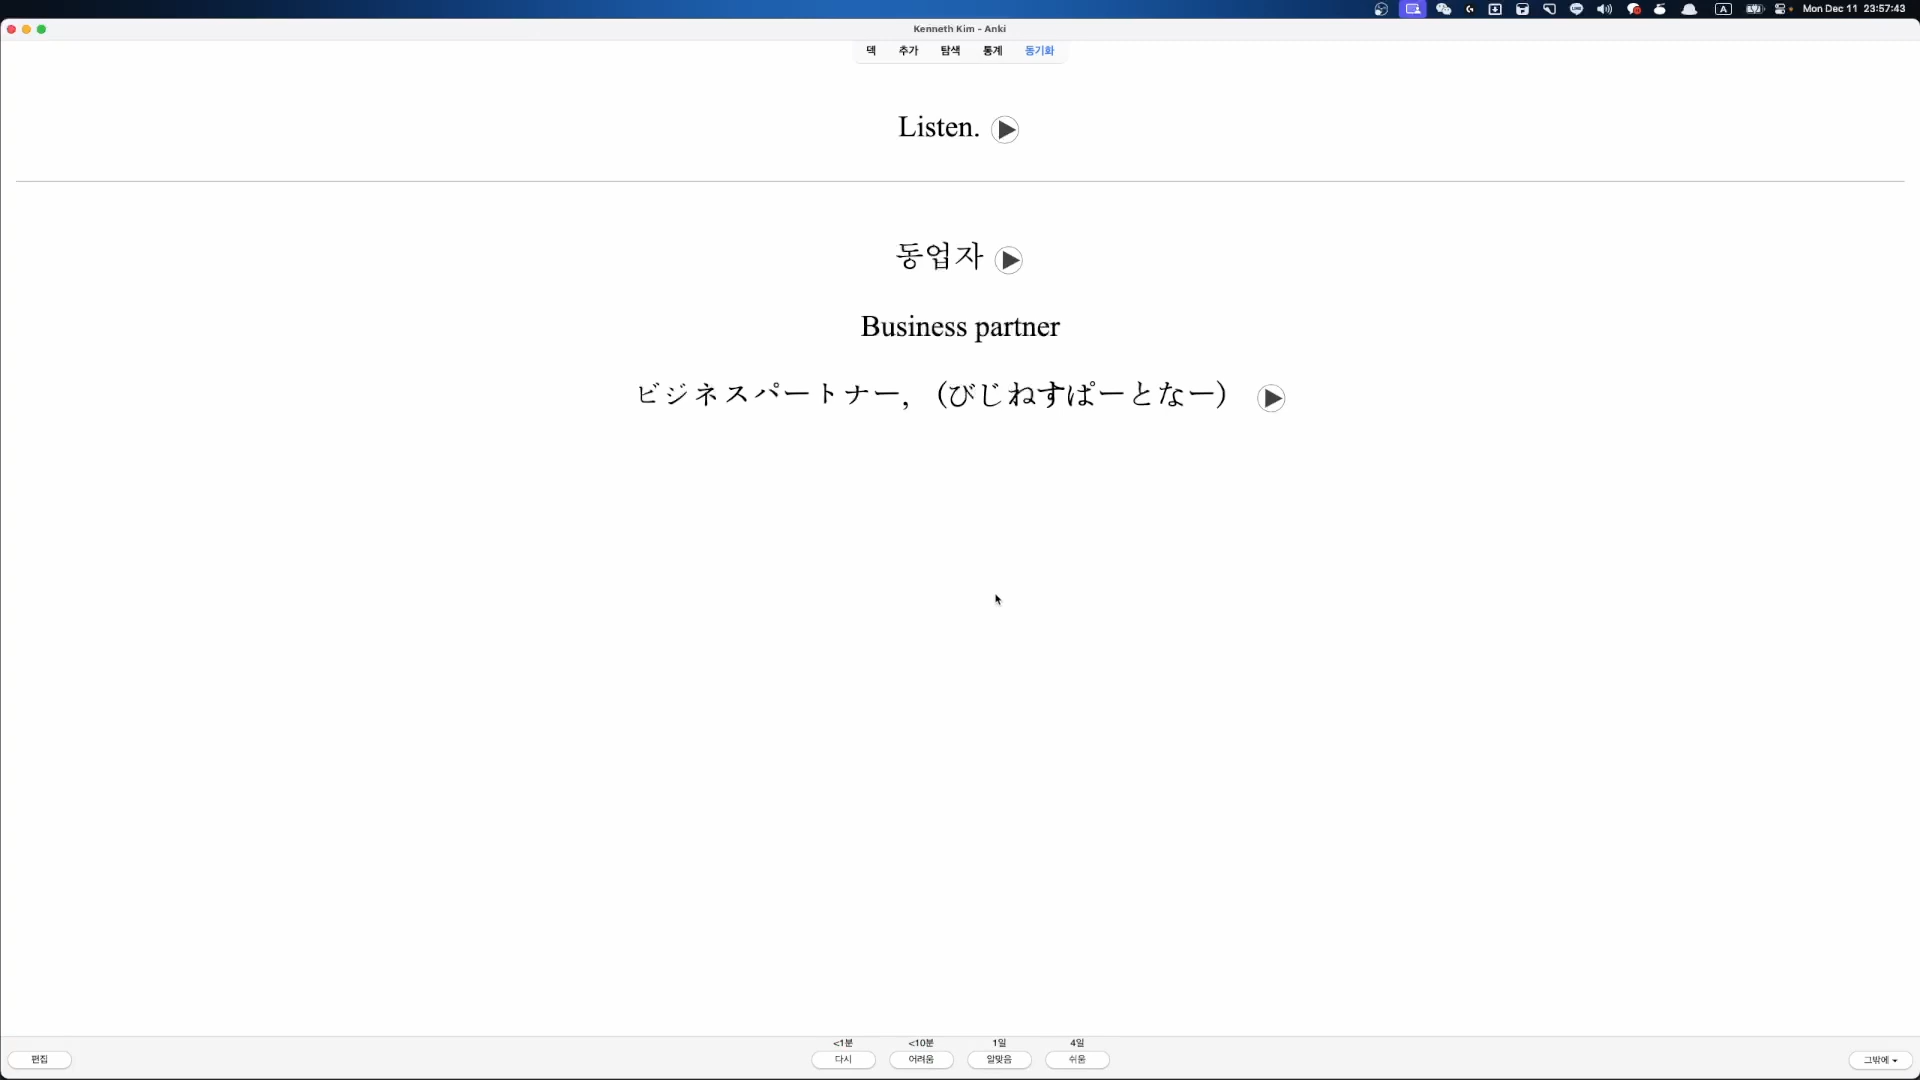 Mon Dec 11 23:57:43
Kenneth Kim - Anki
덱 추가 탐색 통계 동기화
Listen.
동업자
Business partner
ビジネスパートナー, (びじねすぱーとなー)
<1분 <10분 1일 4일
편집 다시 어려움 알맞음 쉬움 그밖에